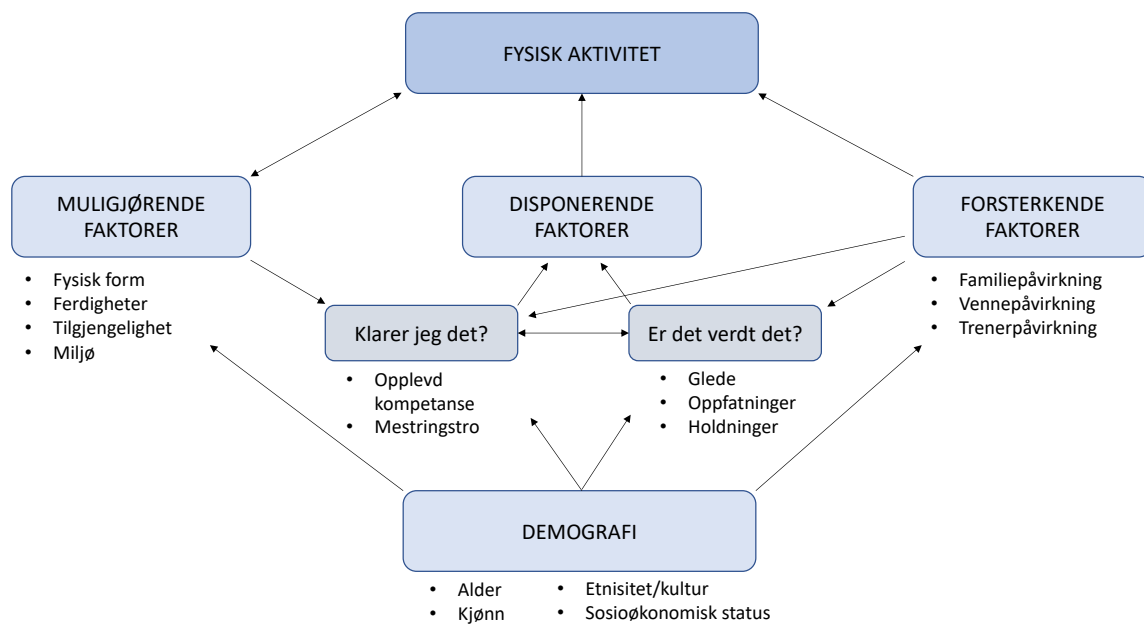 FYSISK AKTIVITET
MULIGJØRENDE
FAKTORER
• Fysisk form
• Ferdigheter
• Tilgjengelighet
• Miljø
DISPONERENDE
FAKTORER
FORSTERKENDE
FAKTORER
• Familiepåvirkning
• Vennepåvirkning
• Trenerpåvirkning
Klarer jeg det?
• Opplevd
kompetanse
• Mestringstro
Er det verdt det?
• Glede
• Oppfatninger
• Holdninger
DEMOGRAFI
• Alder
• Kjønn
• Etnisitet/kultur
• Sosioøkonomisk status